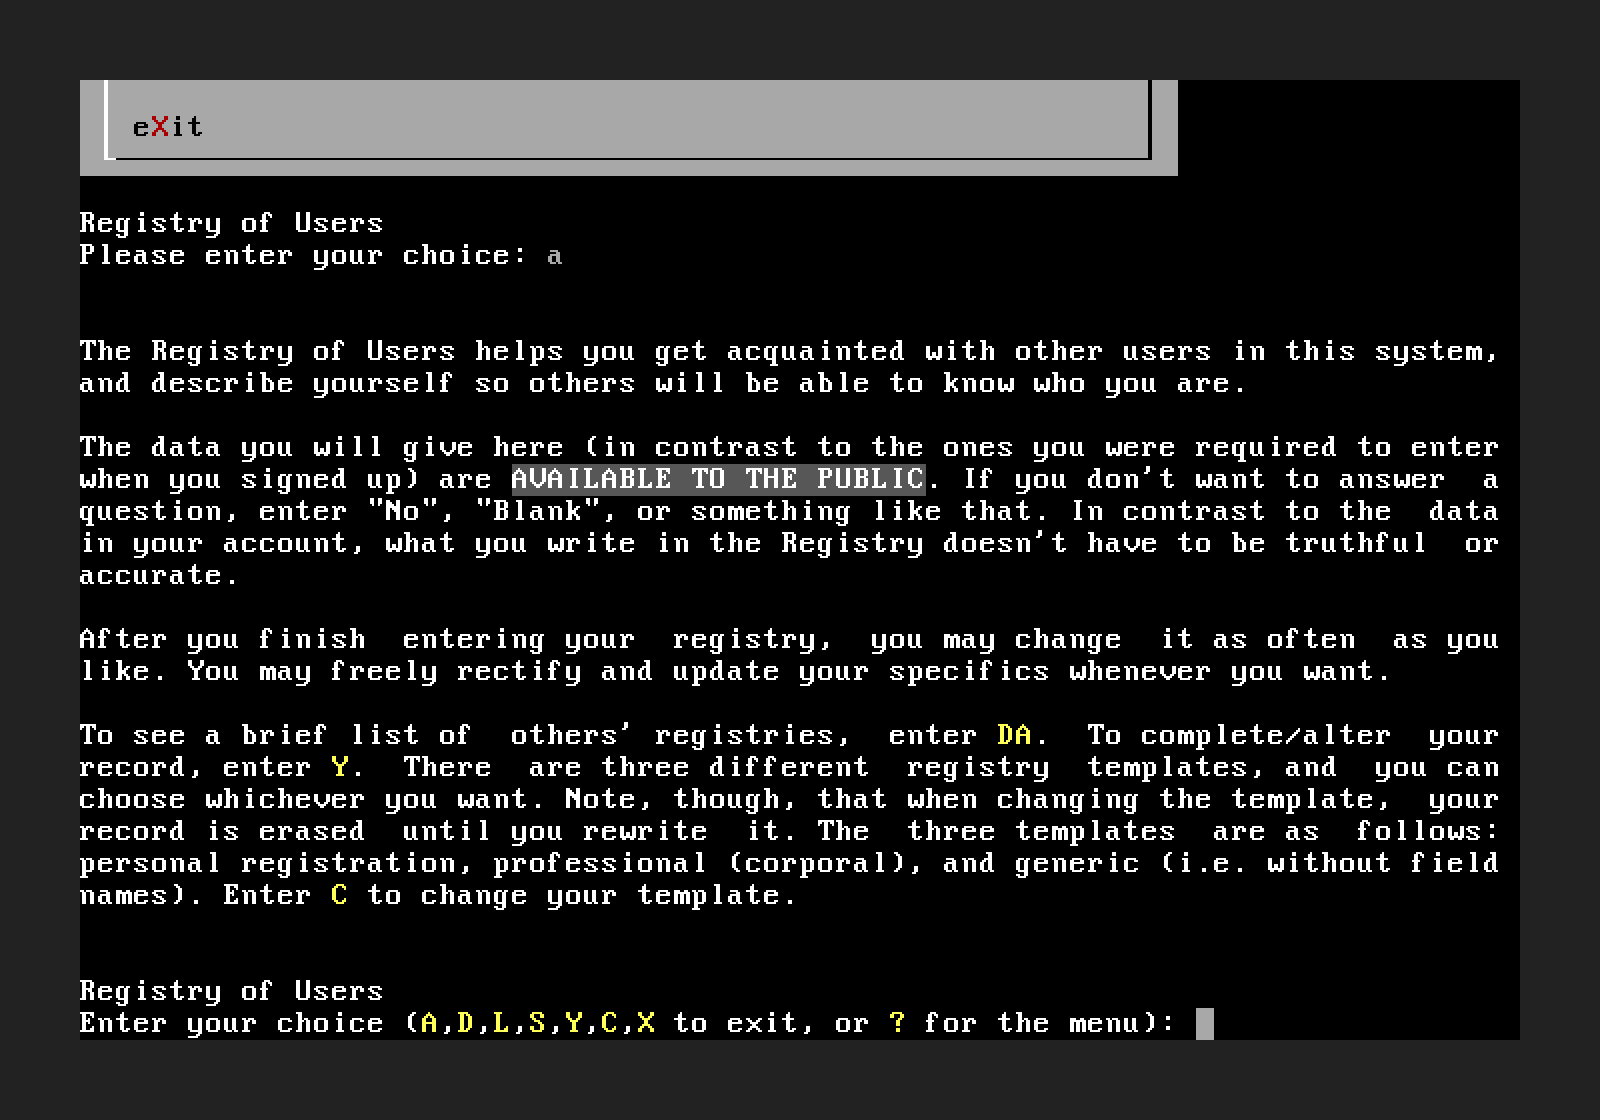 eXit
Registry of Users
Please enter your choice: a
The Registry of Users helps you get acquainted with other users in this system,
and describe yourself so others will be able to know who you are.
The data you will give here (in contrast to the ones you were required to enter
when you signed up) are AVAILABLE TO THE PUBLIC. If you don't want to answer  a
question, enter "No", "Blank", or something like that. In contrast to the  data
in your account, what you write in the Registry doesn't have to be truthful  or
accurate.
After you finish  entering your  registry,  you may change  it as often  as you
like. You may freely rectify and update your specifics whenever you want.
To see a brief list of  others' registries,  enter DA.  To complete/alter  your
record, enter Y.  There  are three different  registry  templates, and  you can
choose whichever you want. Note, though, that when changing the template,  your
record is erased  until you rewrite  it. The  three templates  are as  follows:
personal registration, professional (corporal), and generic (i.e. without field
names). Enter C to change your template.
Registry of Users
Enter your choice (A,D,L,S,Y,C,X to exit, or ? for the menu):